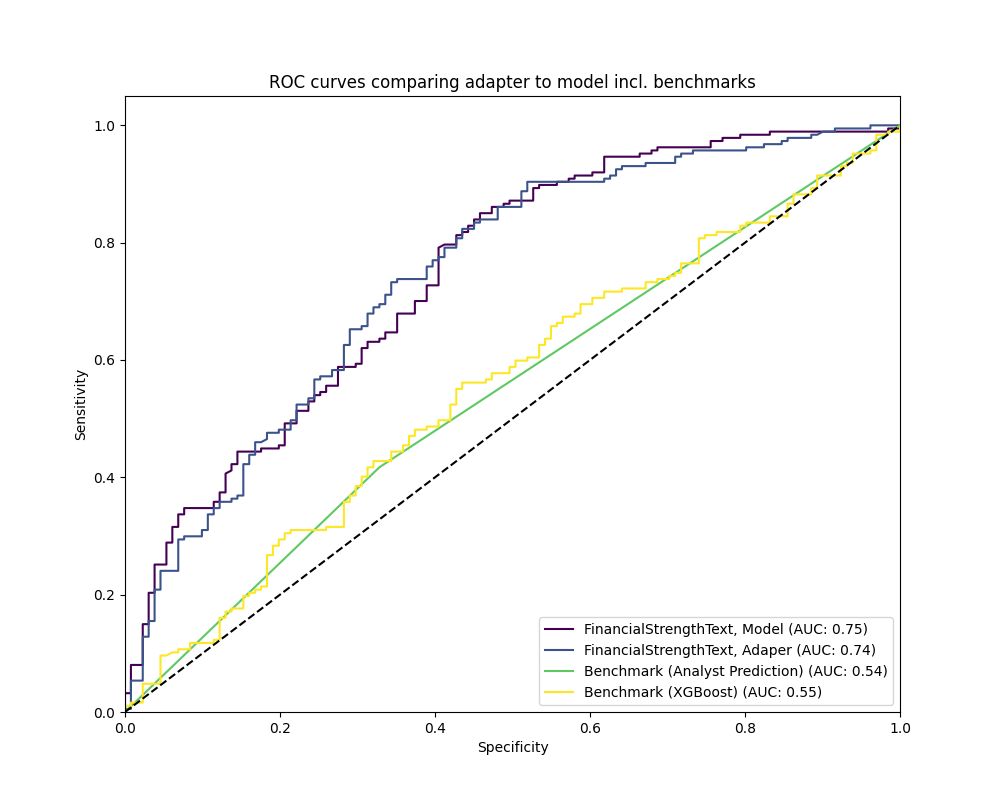 ROC curves comparing adapter to model incl. benchmarks
1.0
0.8
0.6
0.4
0.2
0.0
Sensitivity
FinancialStrengthText, Model (AUC: 0.75)
FinancialStrengthText, Adaper (AUC: 0.74)
Benchmark (Analyst Prediction) (AUC: 0.54)
Benchmark (XGBoost) (AUC: 0.55)
0.0 0.2 0.4 0.6 0.8 1.0
Specificity